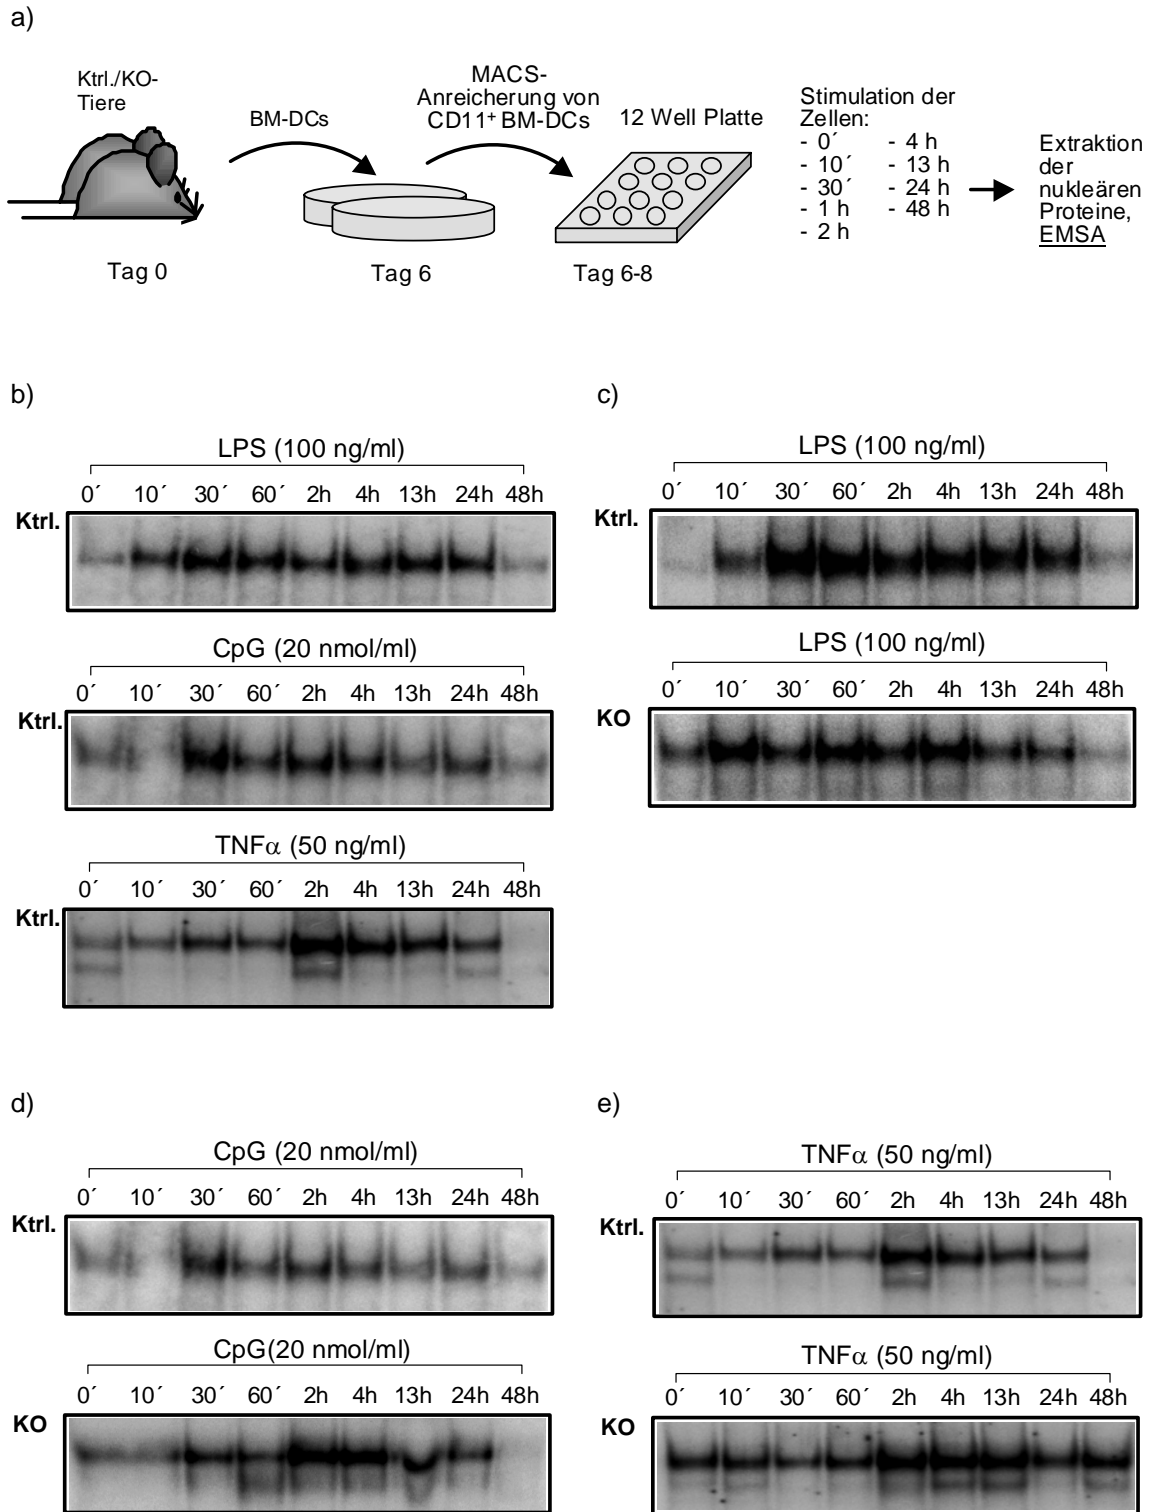 a)
Ktrl./KO-
Tiere
BM-DCs
MACS-
Anreicherung von
CD11⁺ BM-DCs
12 Well Platte
Stimulation der
Zellen:
- 0´ - 4 h
- 10´ - 13 h
- 30´ - 24 h
- 1 h - 48 h
- 2 h
Extraktion
der
nukleären
Proteine,
EMSA
Tag 0
Tag 6
Tag 6-8
b)
LPS (100 ng/ml)
0´ 10´ 30´ 60´ 2h 4h 13h 24h 48h
Ktrl.
CpG (20 nmol/ml)
0´ 10´ 30´ 60´ 2h 4h 13h 24h 48h
Ktrl.
TNFα (50 ng/ml)
0´ 10´ 30´ 60´ 2h 4h 13h 24h 48h
Ktrl.
c)
LPS (100 ng/ml)
0´ 10´ 30´ 60´ 2h 4h 13h 24h 48h
Ktrl.
LPS (100 ng/ml)
0´ 10´ 30´ 60´ 2h 4h 13h 24h 48h
KO
d)
CpG (20 nmol/ml)
0´ 10´ 30´ 60´ 2h 4h 13h 24h 48h
Ktrl.
CpG(20 nmol/ml)
0´ 10´ 30´ 60´ 2h 4h 13h 24h 48h
KO
e)
TNFα (50 ng/ml)
0´ 10´ 30´ 60´ 2h 4h 13h 24h 48h
Ktrl.
TNFα (50 ng/ml)
0´ 10´ 30´ 60´ 2h 4h 13h 24h 48h
KO